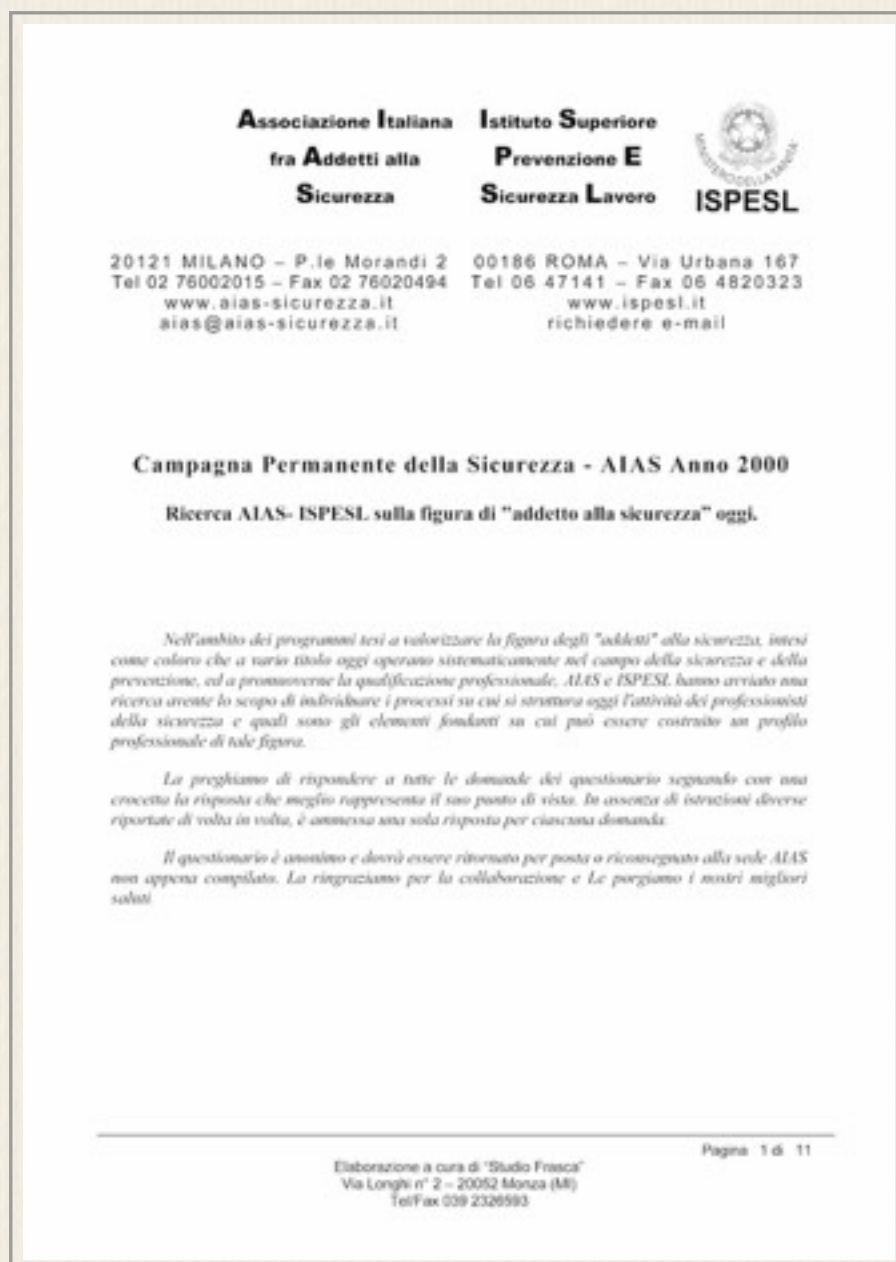 Associazione Italiana
fra Addetti alla
Sicurezza
Istituto Superiore
Prevenzione E
Sicurezza Lavoro
MINISTERO DELLA SANITA'
ISPESL
20121 MILANO – P.le Morandi 2
Tel 02 76002015 – Fax 02 76020494
www.aias-sicurezza.it
aias@aias-sicurezza.it
00186 ROMA – Via Urbana 167
Tel 06 47141 – Fax 06 4820323
www.ispesl.it
richiedere e-mail
Campagna Permanente della Sicurezza - AIAS Anno 2000
Ricerca AIAS- ISPESL sulla figura di "addetto alla sicurezza" oggi.
Nell'ambito dei programmi tesi a valorizzare la figura degli "addetti" alla sicurezza, intesi
come coloro che a vario titolo oggi operano sistematicamente nel campo della sicurezza e della
prevenzione, ed a promuoverne la qualificazione professionale, AIAS e ISPESL hanno avviato una
ricerca avente lo scopo di individuare i processi su cui si struttura oggi l'attività dei professionisti
della sicurezza e quali sono gli elementi fondanti su cui può essere costruito un profilo
professionale di tale figura.
La preghiamo di rispondere a tutte le domande dei questionario segnando con una
crocetta la risposta che meglio rappresenta il suo punto di vista. In assenza di istruzioni diverse
riportate di volta in volta, è ammessa una sola risposta per ciascuna domanda.
Il questionario è anonimo e dovrà essere ritornato per posta o riconsegnato alla sede AIAS
non appena compilato. La ringraziamo per la collaborazione e Le porgiamo i nostri migliori
saluti
Pagina 1 di 11
Elaborazione a cura di "Studio Frasca"
Via Longhi n° 2 – 20052 Monza (MI)
Tel/Fax 039 2326593